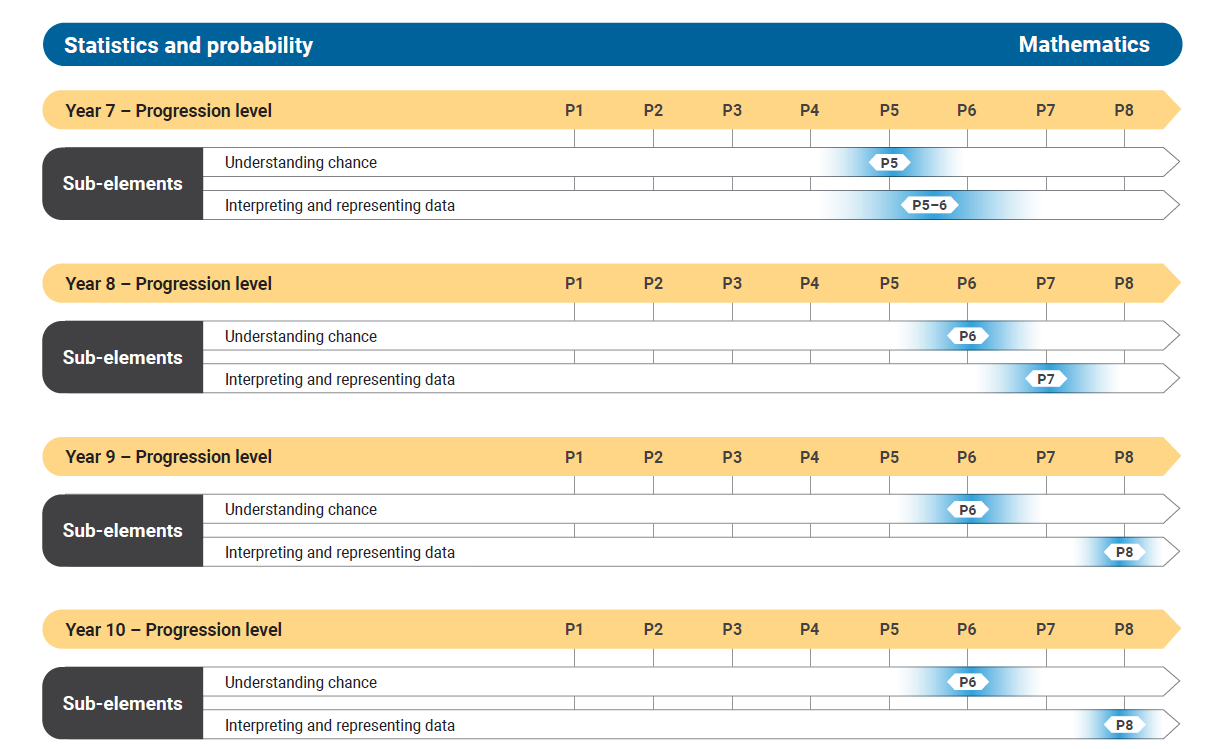 Statistics and probability Mathematics
Year 7 – Progression level P1 P2 P3 P4 P5 P6 P7 P8
Sub-elements
Understanding chance P5
Interpreting and representing data P5–6
Year 8 – Progression level P1 P2 P3 P4 P5 P6 P7 P8
Sub-elements
Understanding chance P6
Interpreting and representing data P7
Year 9 – Progression level P1 P2 P3 P4 P5 P6 P7 P8
Sub-elements
Understanding chance P6
Interpreting and representing data P8
Year 10 – Progression level P1 P2 P3 P4 P5 P6 P7 P8
Sub-elements
Understanding chance P6
Interpreting and representing data P8